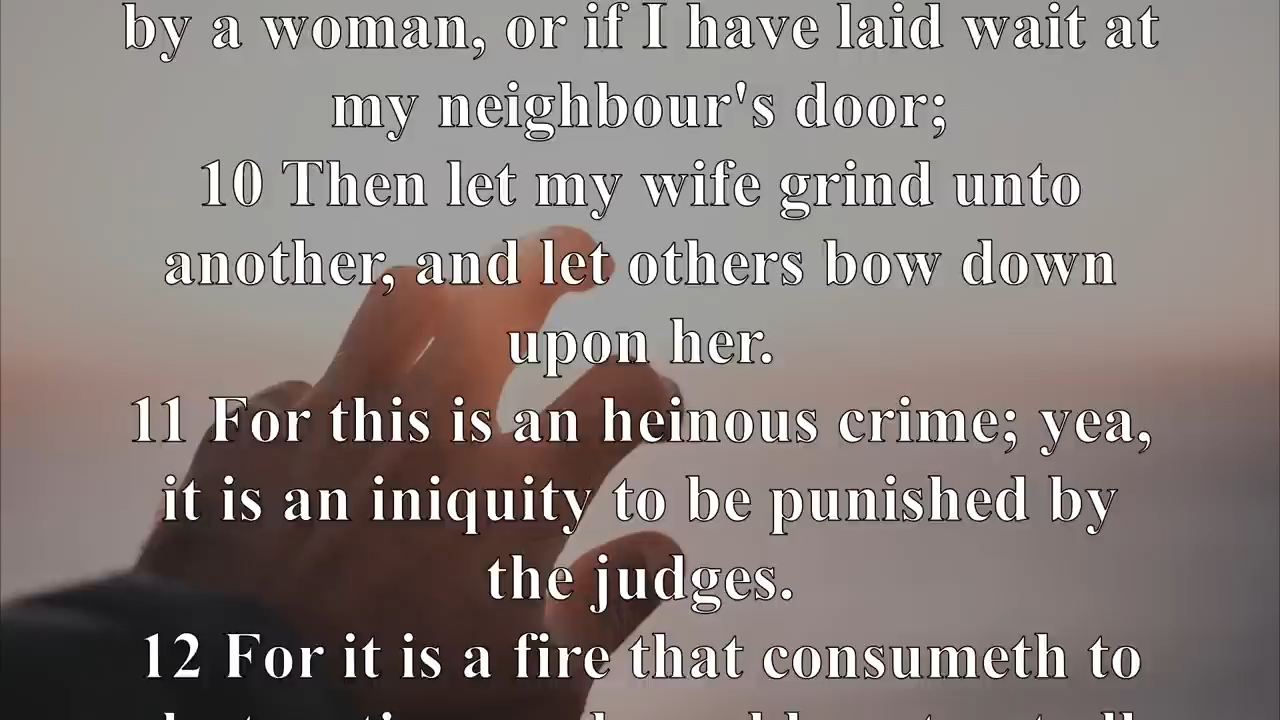 by a woman, or if I have laid wait at
my neighbour's door;
10 Then let my wife grind unto
another, and let others bow down
upon her.
11 For this is an heinous crime; yea,
it is an iniquity to be punished by
the judges.
12 For it is a fire that consumeth to